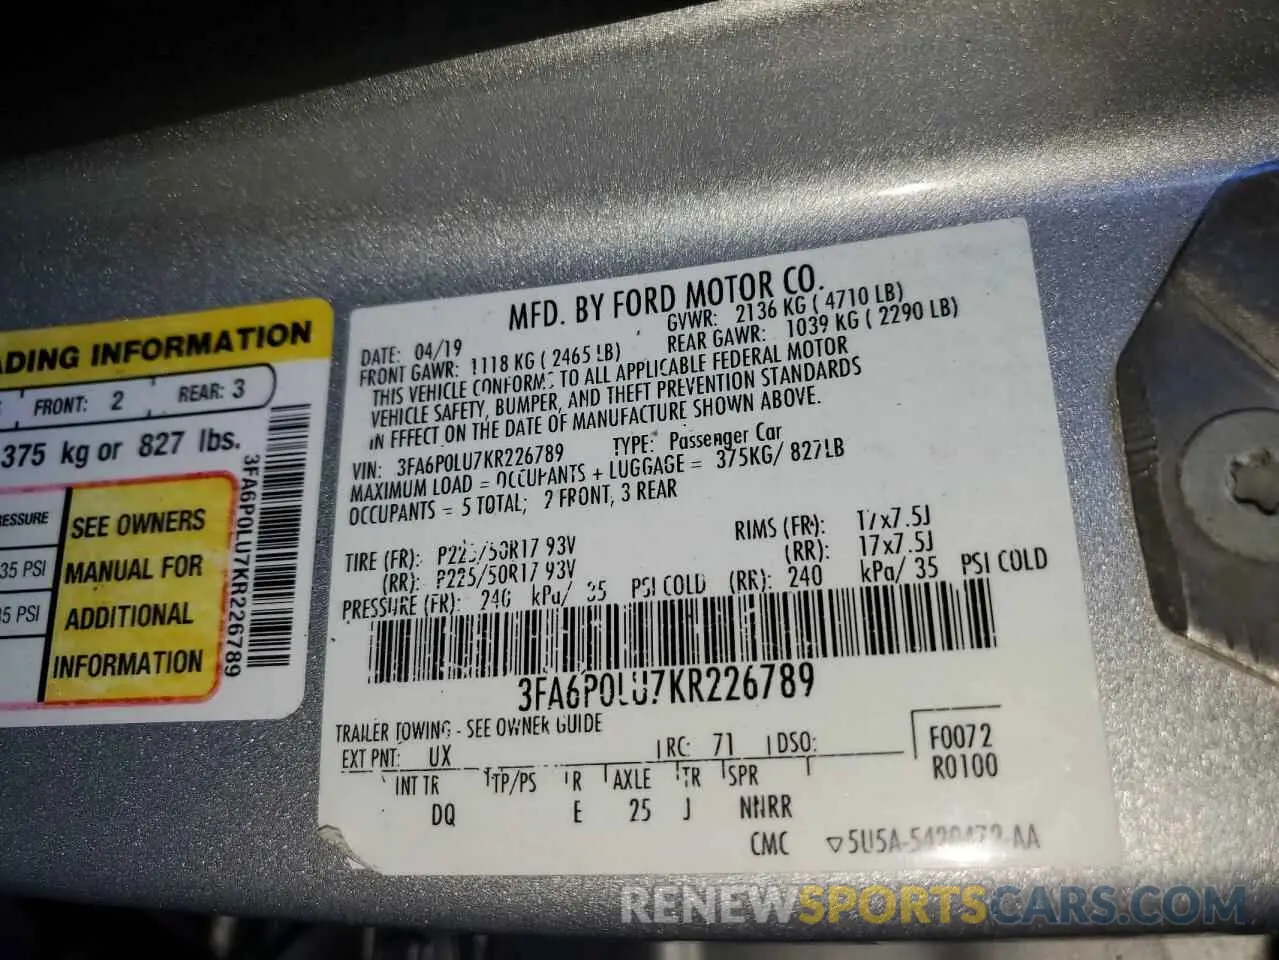 ADING INFORMATION
FRONT: 2 REAR: 3
375 kg or 827 lbs.
RESSURE
35 PSI
35 PSI
SEE OWNERS
MANUAL FOR
ADDITIONAL
INFORMATION
3FA6P0LU7KR226789
MFD. BY FORD MOTOR CO.
DATE: 04/19 GVWR: 2136 KG ( 4710 LB)
FRONT GAWR: 1118 KG ( 2465 LB) REAR GAWR: 1039 KG ( 2290 LB)
THIS VEHICLE CONFORMS TO ALL APPLICABLE FEDERAL MOTOR
VEHICLE SAFETY, BUMPER, AND THEFT PREVENTION STANDARDS
IN EFFECT ON THE DATE OF MANUFACTURE SHOWN ABOVE.
VIN: 3FA6P0LU7KR226789 TYPE: Passenger Car
MAXIMUM LOAD = OCCUPANTS + LUGGAGE = 375KG/ 827LB
OCCUPANTS = 5 TOTAL; 2 FRONT, 3 REAR
TIRE (FR): P225/50R17 93V RIMS (FR): 17x7.5J
(RR): P225/50R17 93V (RR): 17x7.5J
PRESSURE (FR): 240 kPa/ 35 PSI COLD (RR): 240 kPa/ 35 PSI COLD
3FA6P0LU7KR226789
TRAILER TOWING - SEE OWNER GUIDE
EXT PNT: UX RC: 71 DSO: F0072
INT TR TP/PS R AXLE TR SPR R0100
DQ E 25 J NNRR
CMC 5U5A-5420472-AA
RENEWSPORTSCARS.COM